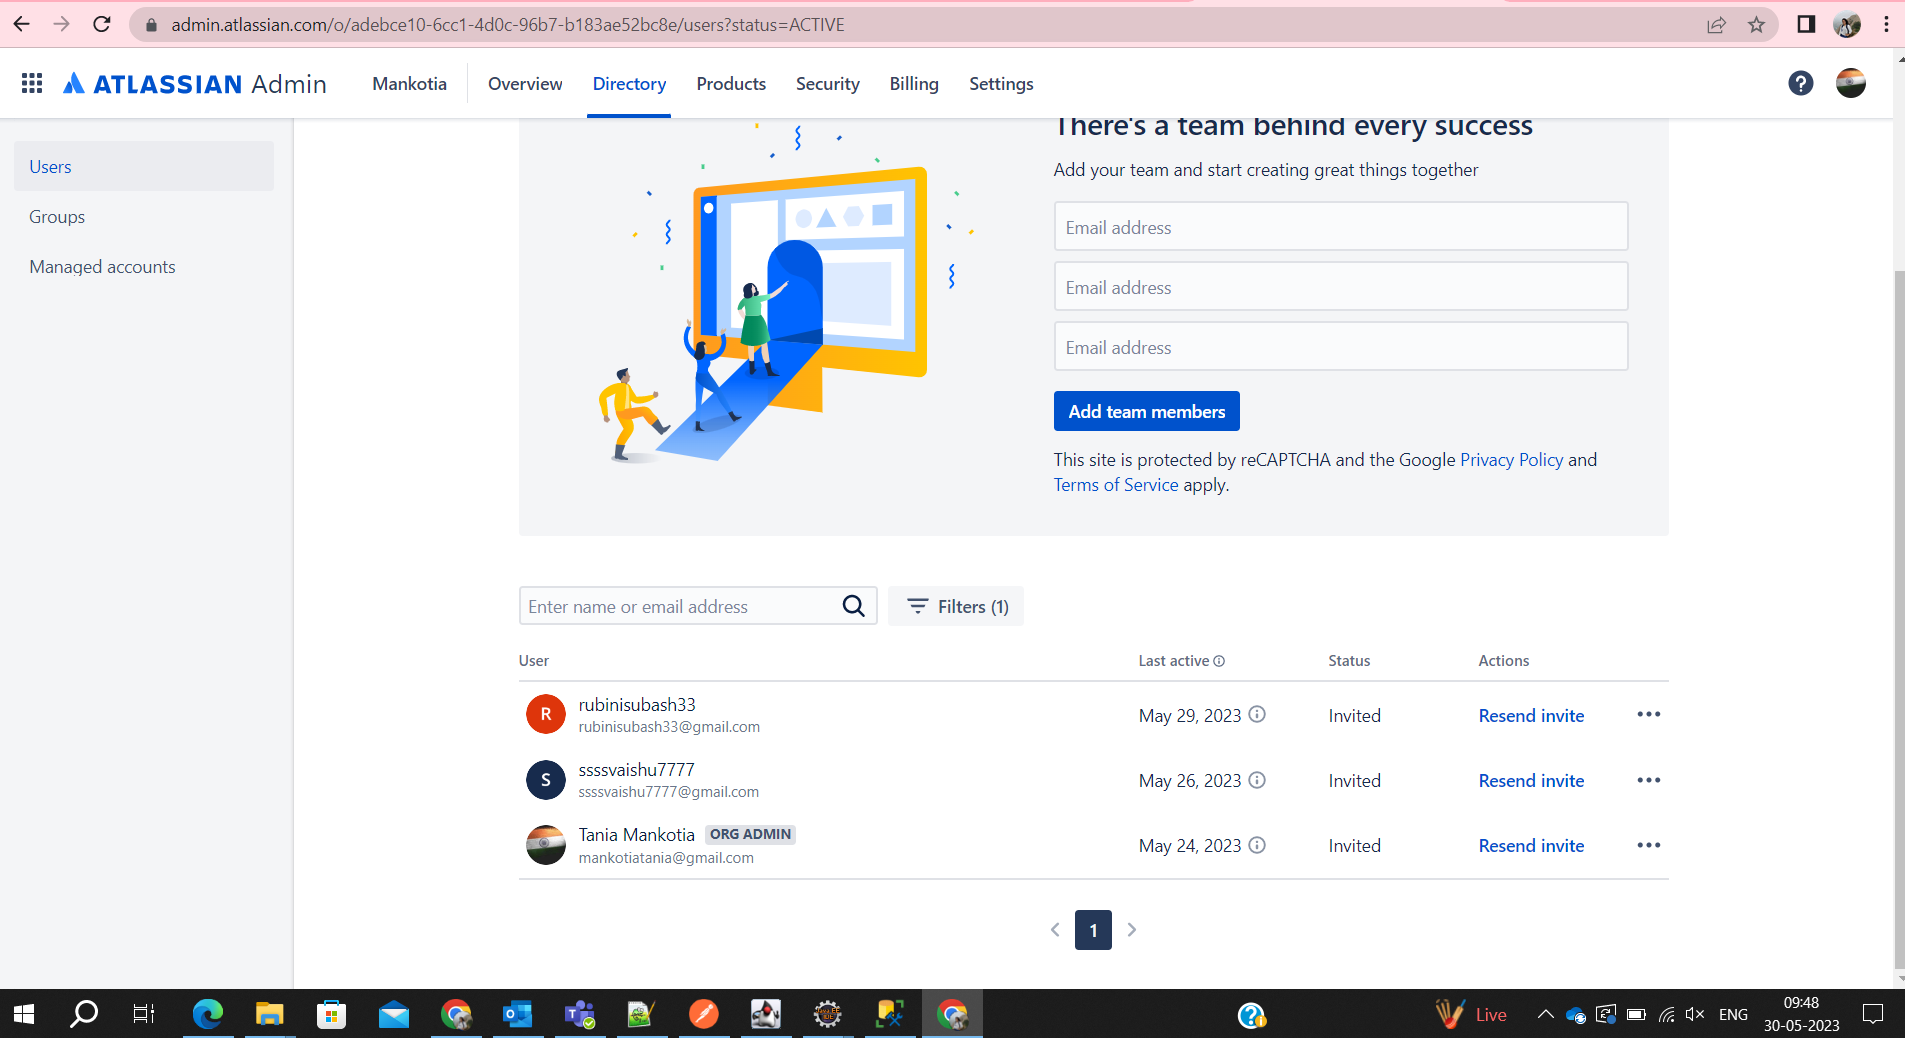 admin.atlassian.com/o/adebce10-6cc1-4d0c-96b7-b183ae52bc8e/users?status=ACTIVE
ATLASSIAN Admin Mankotia Overview Directory Products Security Billing Settings ?
Users
Groups
Managed accounts
There's a team behind every success
Add your team and start creating great things together
Email address
Email address
Email address
Add team members
This site is protected by reCAPTCHA and the Google Privacy Policy and
Terms of Service apply.
Enter name or email address Filters (1)
User Last active Status Actions
R rubinisubash33 May 29, 2023 Invited Resend invite
rubinisubash33@gmail.com
S ssssvaishu7777 May 26, 2023 Invited Resend invite
ssssvaishu7777@gmail.com
Tania Mankotia ORG ADMIN May 24, 2023 Invited Resend invite
mankotiatania@gmail.com
1
Live ENG 09:48
30-05-2023